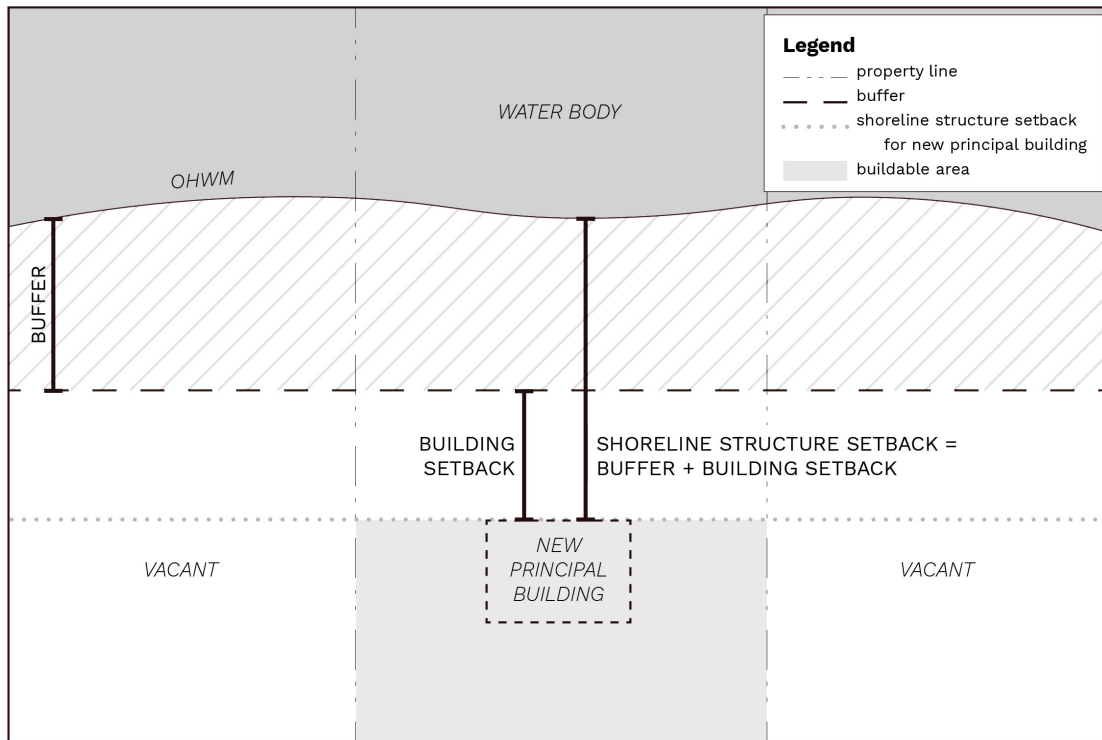 Legend
property line
buffer
shoreline structure setback
for new principal building
buildable area
WATER BODY
OHWM
BUFFER
BUILDING
SETBACK
SHORELINE STRUCTURE SETBACK =
BUFFER + BUILDING SETBACK
NEW
PRINCIPAL
BUILDING
VACANT
VACANT